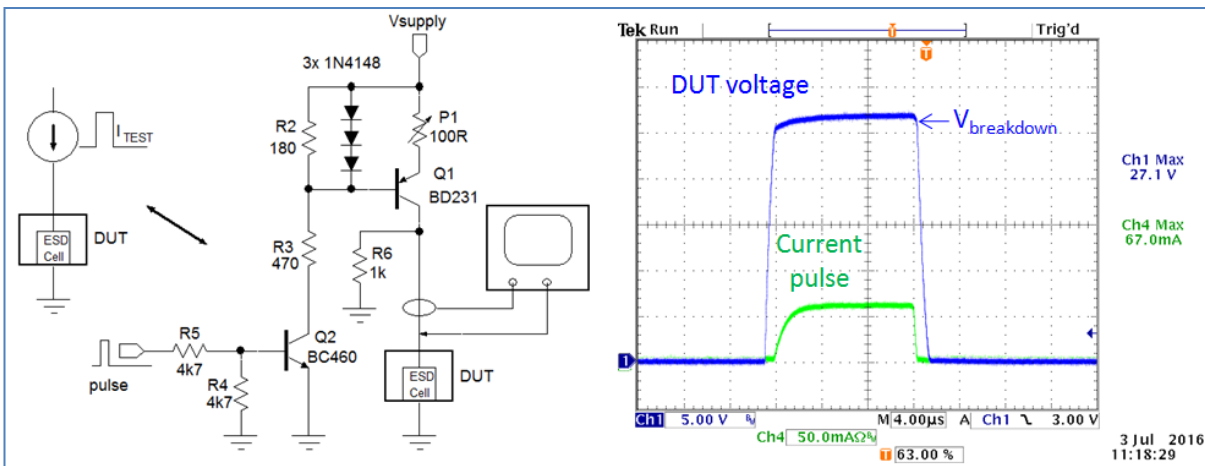 Vsupply
3x 1N4148
P1
100R
R2
180
I TEST
Q1
BD231
ESD
Cell
DUT
R3
470
R6
1k
Q2
BC460
R5
4k7
pulse
R4
4k7
ESD
Cell
DUT
Tek Run
Trig'd
T
T
DUT voltage
V breakdown
Ch1 Max
27.1 V
Ch4 Max
67.0mA
Current
pulse
1
Ch1 5.00 V M 4.00µs A Ch1 3.00 V
Ch4 50.0mAΩ
T 63.00 %
3 Jul 2016
11:18:29